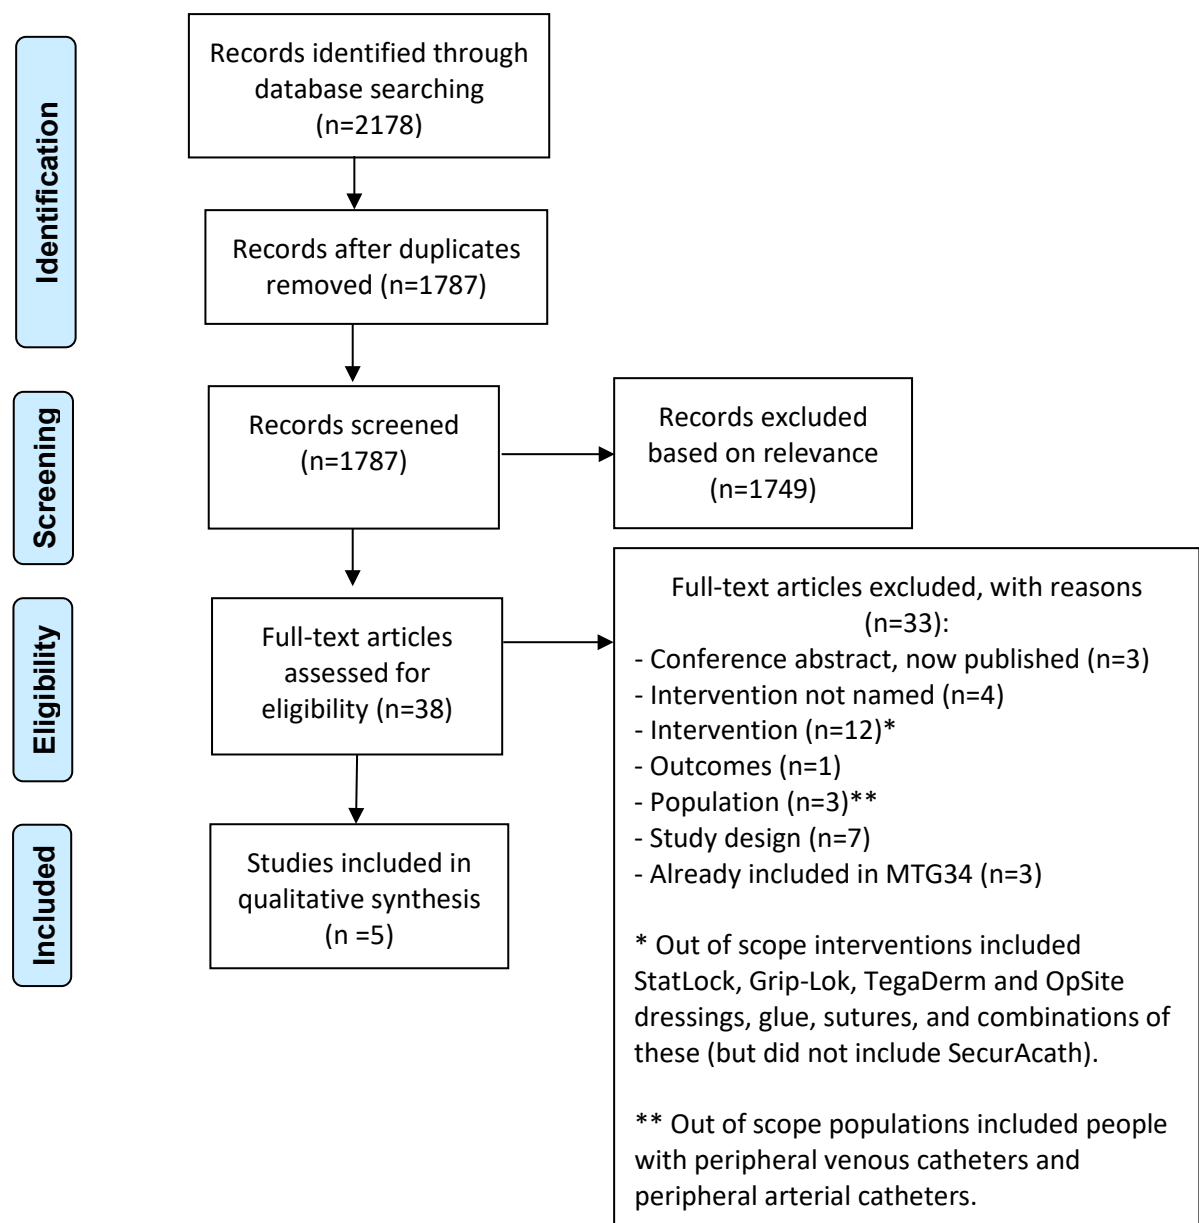 Identification
Records identified through
database searching
(n=2178)
Records after duplicates
removed (n=1787)
Screening
Records screened
(n=1787)
Records excluded
based on relevance
(n=1749)
Eligibility
Full-text articles
assessed for
eligibility (n=38)
Full-text articles excluded, with reasons
(n=33):
- Conference abstract, now published (n=3)
- Intervention not named (n=4)
- Intervention (n=12)*
- Outcomes (n=1)
- Population (n=3)**
- Study design (n=7)
- Already included in MTG34 (n=3)
* Out of scope interventions included
StatLock, Grip-Lok, TegaDerm and OpSite
dressings, glue, sutures, and combinations of
these (but did not include SecurAcath).
** Out of scope populations included people
with peripheral venous catheters and
peripheral arterial catheters.
Included
Studies included in
qualitative synthesis
(n =5)